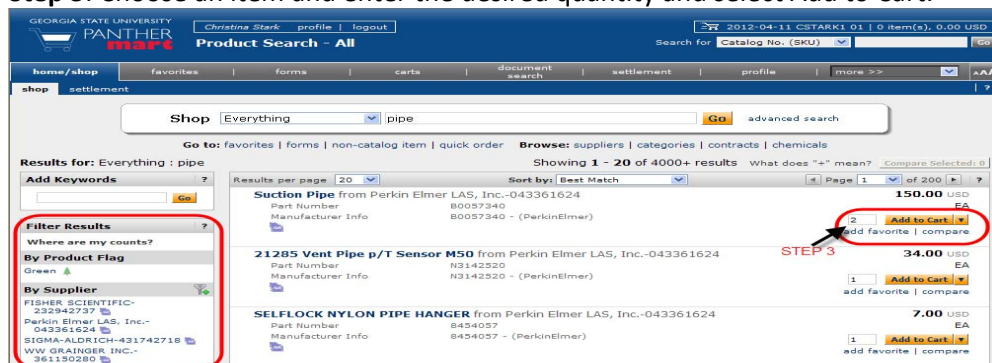 Step 3: Choose an item and enter the desired quantity and select Add to Cart.
GEORGIA STATE UNIVERSITY
PANTHER
mart
Christina Stark profile | logout
2012-04-11 CSTARK1 01 | 0 item(s), 0.00 USD
Product Search - All
Search for Catalog No. (SKU) Go
home/shop favorites | forms | carts | document search | settlement | profile | more >>
shop settlement | ?
Shop Everything pipe Go advanced search
Go to: favorites | forms | non-catalog item | quick order Browse: suppliers | categories | contracts | chemicals
Results for: Everything : pipe
Showing 1 - 20 of 4000+ results What does "+" mean? Compare Selected: 0
Add Keywords ?
Go
Results per page 20 Sort by: Best Match Page 1 of 200
Filter Results ?
Where are my counts?
By Product Flag
Green
By Supplier
FISHER SCIENTIFIC-
232942737
Perkin Elmer LAS, Inc.-
043361624
SIGMA-ALDRICH-431742718
WW GRAINGER INC.-
361150280
Suction Pipe from Perkin Elmer LAS, Inc.-043361624 150.00 USD
Part Number B0057340 EA
Manufacturer Info B0057340 - (PerkinElmer)
2 Add to Cart
add favorite | compare
STEP 3
21285 Vent Pipe p/T Sensor M50 from Perkin Elmer LAS, Inc.-043361624 34.00 USD
Part Number N3142520 EA
Manufacturer Info N3142520 - (PerkinElmer)
1 Add to Cart
add favorite | compare
SELFLOCK NYLON PIPE HANGER from Perkin Elmer LAS, Inc.-043361624 7.00 USD
Part Number 8454057 EA
Manufacturer Info 8454057 - (PerkinElmer)
1 Add to Cart
add favorite | compare